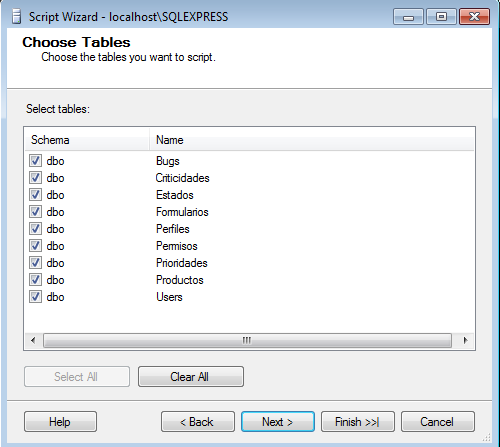 Script Wizard - localhost\SQLEXPRESS
Choose Tables
Choose the tables you want to script.
Select tables:
Schema Name
dbo Bugs
dbo Criticidades
dbo Estados
dbo Formularios
dbo Perfiles
dbo Permisos
dbo Prioridades
dbo Productos
dbo Users
Select All Clear All
Help < Back Next > Finish >>| Cancel